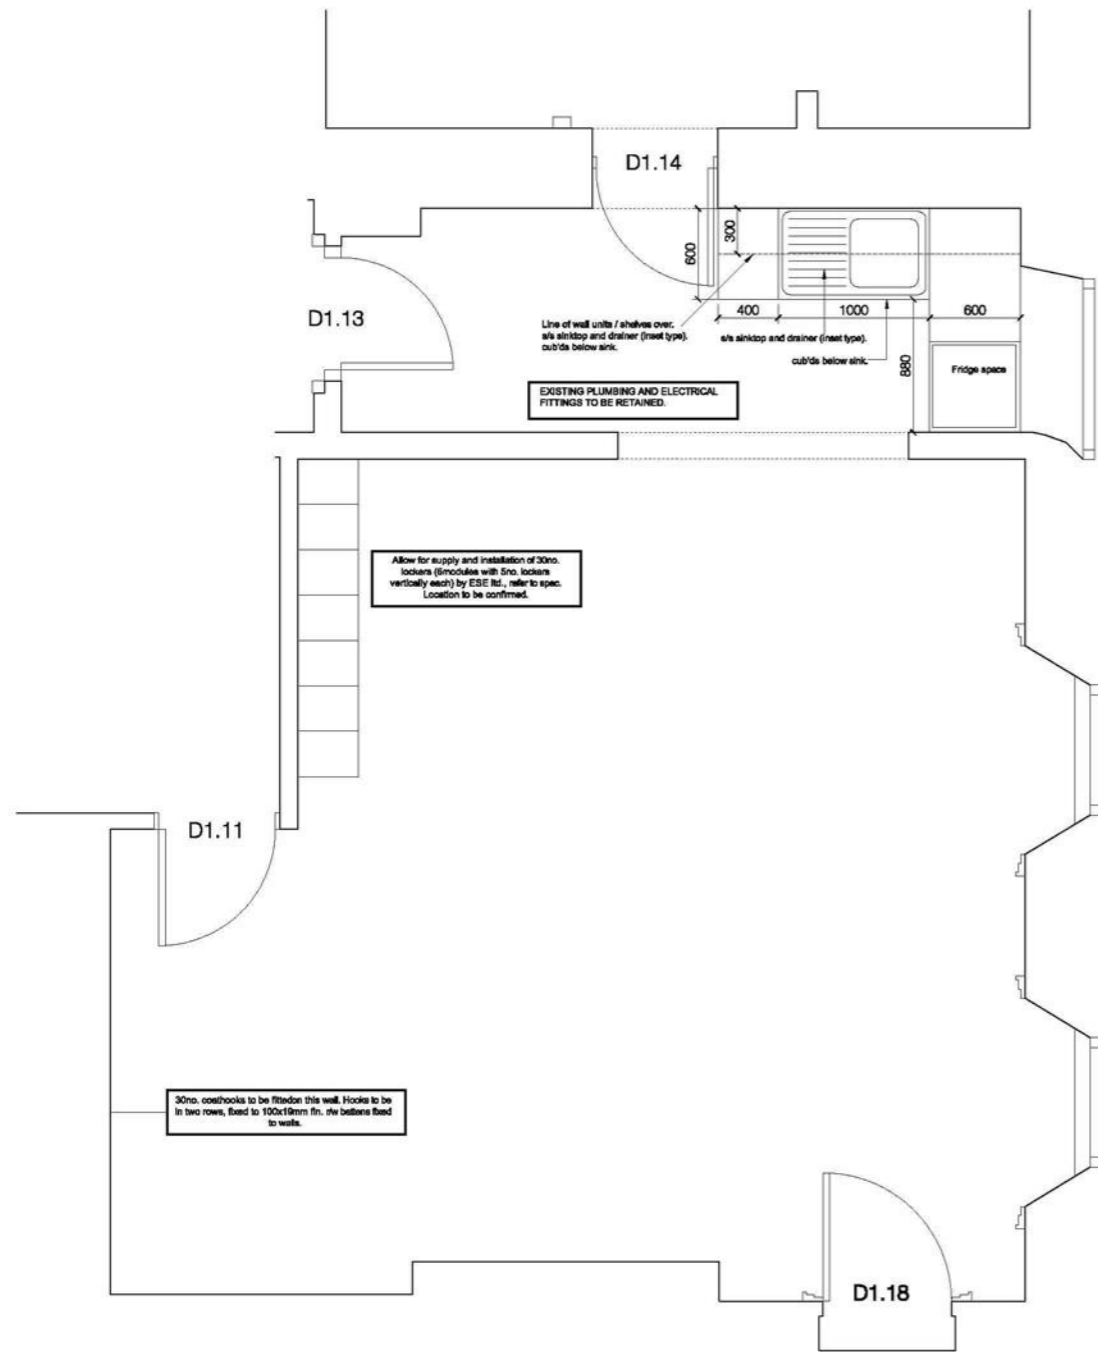 D1.14
300
600
D1.13
400
1000
600
Line of wall units / shelves over.
s/s sinktop and drainer (inset type).
cub'ds below sink.
s/s sinktop and drainer (inset type).
cub'ds below sink.
880
Fridge space
EXISTING PLUMBING AND ELECTRICAL
FITTINGS TO BE RETAINED.
Allow for supply and installation of 30no.
lockers (6modules with 5no. lockers
vertically each) by ESE ltd., refer to spec.
Location to be confirmed.
D1.11
30no. coathooks to be fittedon this wall. Hooks to be
in two rows, fixed to 100x19mm fin. s/w battens fixed
to walls.
D1.18